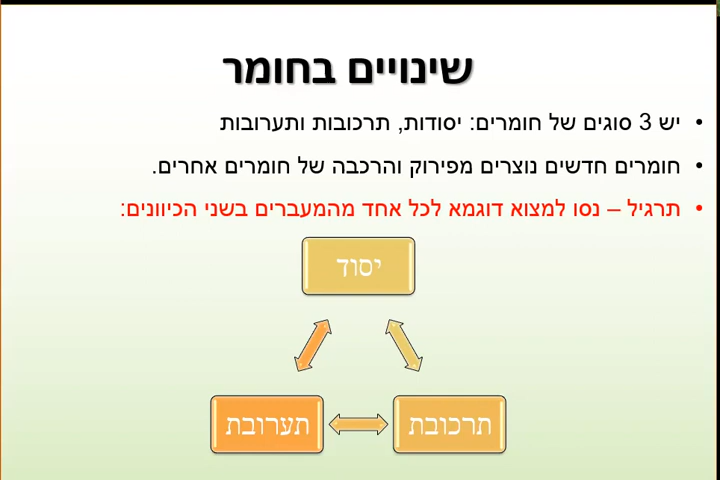 שינויים בחומר
• יש 3 סוגים של חומרים: יסודות, תרכובות ותערובות
• חומרים חדשים נוצרים מפירוק והרכבה של חומרים אחרים.
• תרגיל – נסו למצוא דוגמא לכל אחד מהמעברים בשני הכיוונים:
יסוד
תרכובת
תערובת